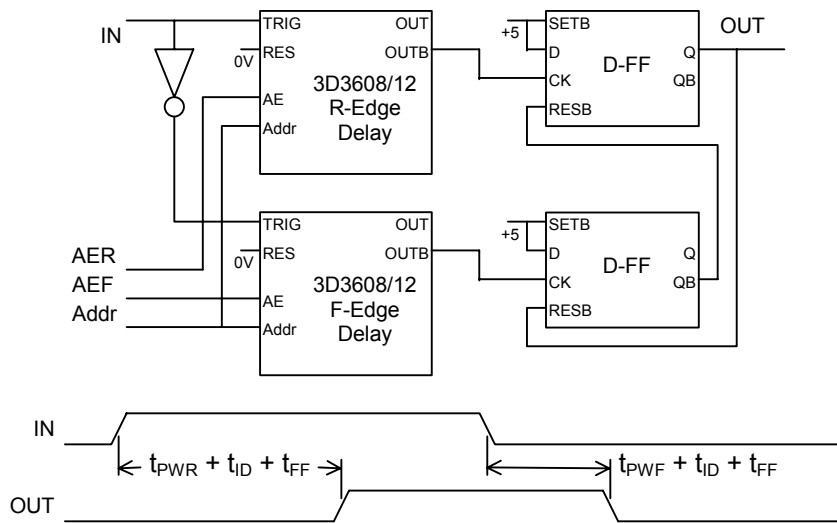 IN
TRIG
OUT
RES
OUTB
0V
3D3608/12
R-Edge
Delay
AE
Addr
SETB
+5
D
Q
D-FF
CK
QB
RESB
OUT
TRIG
OUT
RES
OUTB
0V
3D3608/12
F-Edge
Delay
AE
Addr
SETB
+5
D
Q
D-FF
CK
QB
RESB
AER
AEF
Addr
IN
tPWR + tID + tFF
tPWF + tID + tFF
OUT